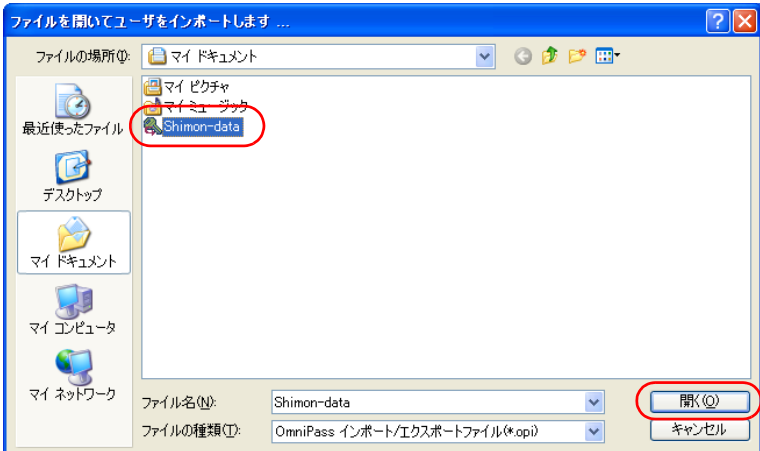 ファイルを開いてユーザをインポートします ...
ファイルの場所(I):
マイ ドキュメント
マイ ピクチャ
マイ ミュージック
Shimon-data
最近使ったファイル
デスクトップ
マイ ドキュメント
マイ コンピュータ
マイ ネットワーク
ファイル名(N):
Shimon-data
開く(O)
ファイルの種類(T):
OmniPass インポート/エクスポートファイル(*.opi)
キャンセル